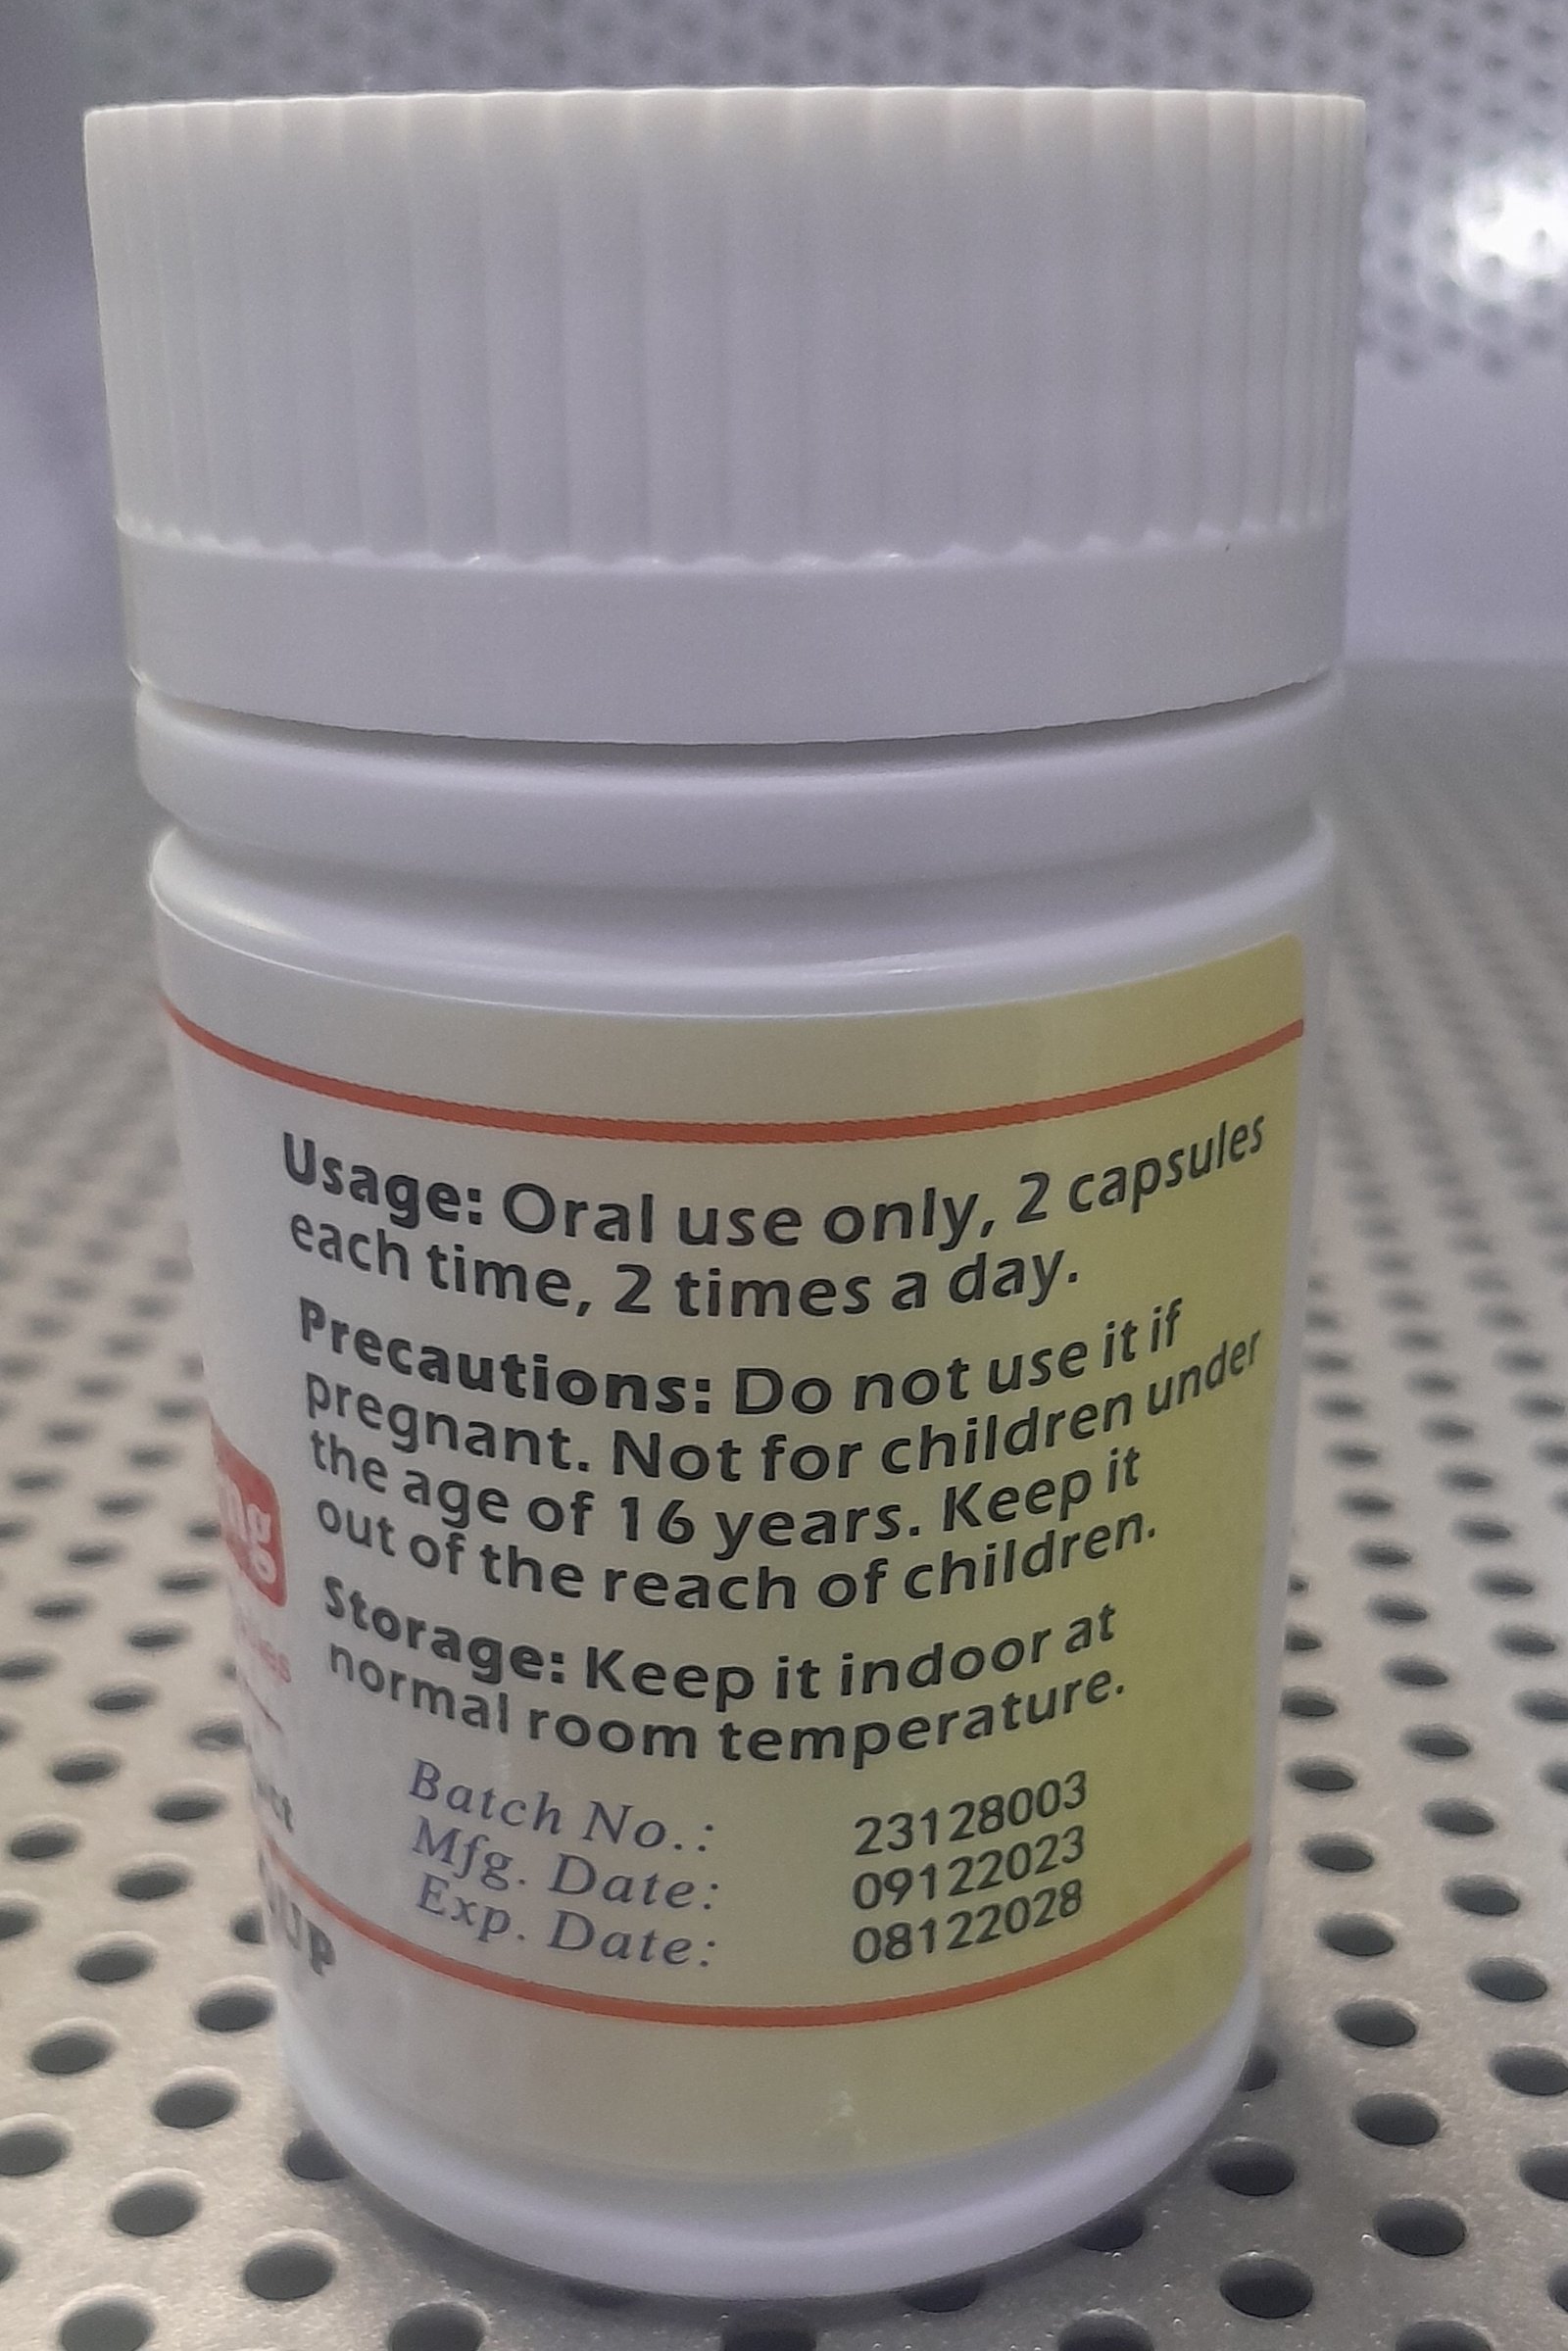 Usage: Oral use only, 2 capsules
each time, 2 times a day.
Precautions: Do not use it if
pregnant. Not for children under
the age of 16 years. Keep it
out of the reach of children.
Storage: Keep it indoor at
normal room temperature.
Batch No.: 23128003
Mfg. Date: 09122023
Exp. Date: 08122028